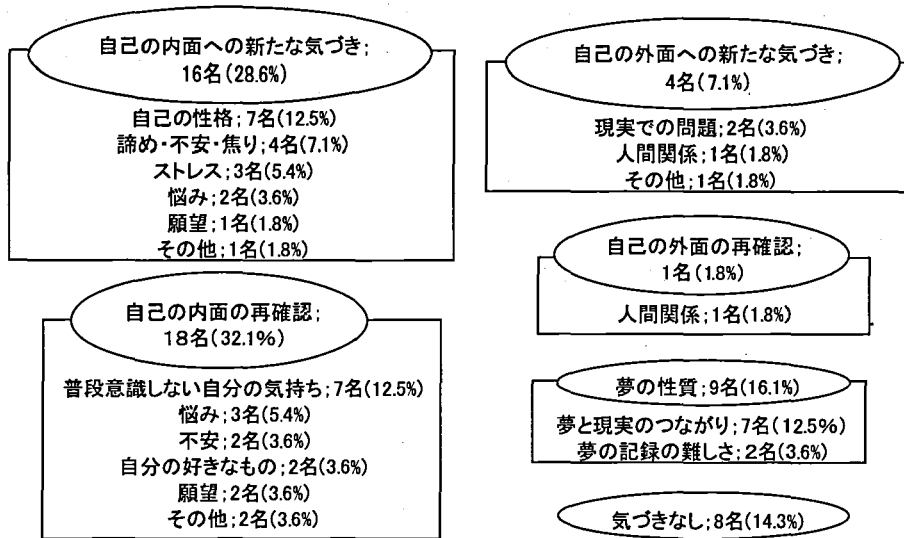 自己の内面への新たな気づき;
16名(28.6%)
自己の性格;7名(12.5%)
諦め・不安・焦り;4名(7.1%)
ストレス;3名(5.4%)
悩み;2名(3.6%)
願望;1名(1.8%)
その他;1名(1.8%)
自己の内面の再確認;
18名(32.1%)
普段意識しない自分の気持ち;7名(12.5%)
悩み;3名(5.4%)
不安;2名(3.6%)
自分の好きなもの;2名(3.6%)
願望;2名(3.6%)
その他;2名(3.6%)
自己の外面への新たな気づき;
4名(7.1%)
現実での問題;2名(3.6%)
人間関係;1名(1.8%)
その他;1名(1.8%)
自己の外面の再確認;
1名(1.8%)
人間関係;1名(1.8%)
夢の性質;9名(16.1%)
夢と現実のつながり;7名(12.5%)
夢の記録の難しさ;2名(3.6%)
気づきなし;8名(14.3%)